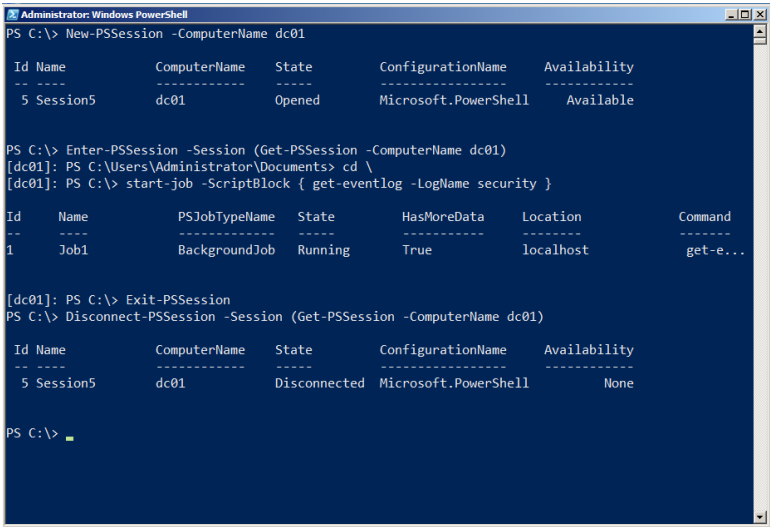 Administrator: Windows PowerShell
PS C:\> New-PSSession -ComputerName dc01
Id Name ComputerName State ConfigurationName Availability
-- ---- ------------ ----- ----------------- ------------
5 Session5 dc01 Opened Microsoft.PowerShell Available
PS C:\> Enter-PSSession -Session (Get-PSSession -ComputerName dc01)
[dc01]: PS C:\Users\Administrator\Documents> cd \
[dc01]: PS C:\> start-job -ScriptBlock { get-eventlog -LogName security }
Id Name PSJobTypeName State HasMoreData Location Command
-- ---- ------------- ----- ----------- -------- -------
1 Job1 BackgroundJob Running True localhost get-e...
[dc01]: PS C:\> Exit-PSSession
PS C:\> Disconnect-PSSession -Session (Get-PSSession -ComputerName dc01)
Id Name ComputerName State ConfigurationName Availability
-- ---- ------------ ----- ----------------- ------------
5 Session5 dc01 Disconnected Microsoft.PowerShell None
PS C:\>